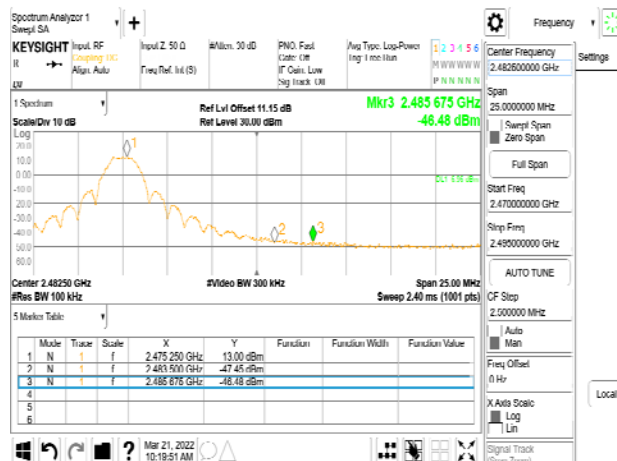 Spectrum Analyzer 1
Swept SA
+
Frequency
KEYSIGHT
Input: RF
Coupling: DC
Align: Auto
Input Z: 50 Ω
Freq Ref: Int (S)
#Atten: 30 dB
PNO: Fast
Gate: Off
IF Gain: Low
Sig Track: Off
Avg Type: Log-Power
Trig: Free Run
1 2 3 4 5 6
M W W W W W
P N N N N N
Center Frequency
2.482500000 GHz
Settings
Span
25.0000000 MHz
Swept Span
Zero Span
Full Span
Start Freq
2.470000000 GHz
Stop Freq
2.495000000 GHz
AUTO TUNE
CF Step
2.500000 MHz
Auto
Man
Freq Offset
0 Hz
X Axis Scale
Log
Lin
Signal Track
Local
1 Spectrum
Scale/Div 10 dB
Ref Lvl Offset 11.15 dB
Ref Level 30.00 dBm
Mkr3 2.485 675 GHz
-46.48 dBm
Log
20.0
10.0
0.00
-10.0
-20.0
-30.0
-40.0
50.0
60.0
1
2
3
Center 2.48250 GHz
#Res BW 100 kHz
#Video BW 300 kHz
Span 25.00 MHz
Sweep 2.40 ms (1001 pts)
5 Marker Table
Mode Trace Scale X Y Function Function Width Function Value
1 N 1 f 2.475 250 GHz 13.00 dBm
2 N 1 f 2.483 500 GHz -47.45 dBm
3 N 1 f 2.485 675 GHz -46.48 dBm
4
5
6
?
Mar 21, 2022
10:19:51 AM